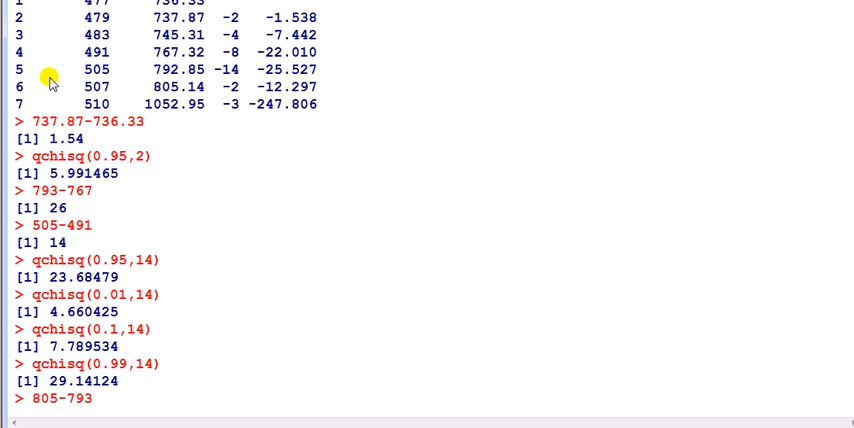 1 477 736.33
2 479 737.87 -2 -1.538
3 483 745.31 -4 -7.442
4 491 767.32 -8 -22.010
5 505 792.85 -14 -25.527
6 507 805.14 -2 -12.297
7 510 1052.95 -3 -247.806
> 737.87-736.33
[1] 1.54
> qchisq(0.95,2)
[1] 5.991465
> 793-767
[1] 26
> 505-491
[1] 14
> qchisq(0.95,14)
[1] 23.68479
> qchisq(0.01,14)
[1] 4.660425
> qchisq(0.1,14)
[1] 7.789534
> qchisq(0.99,14)
[1] 29.14124
> 805-793